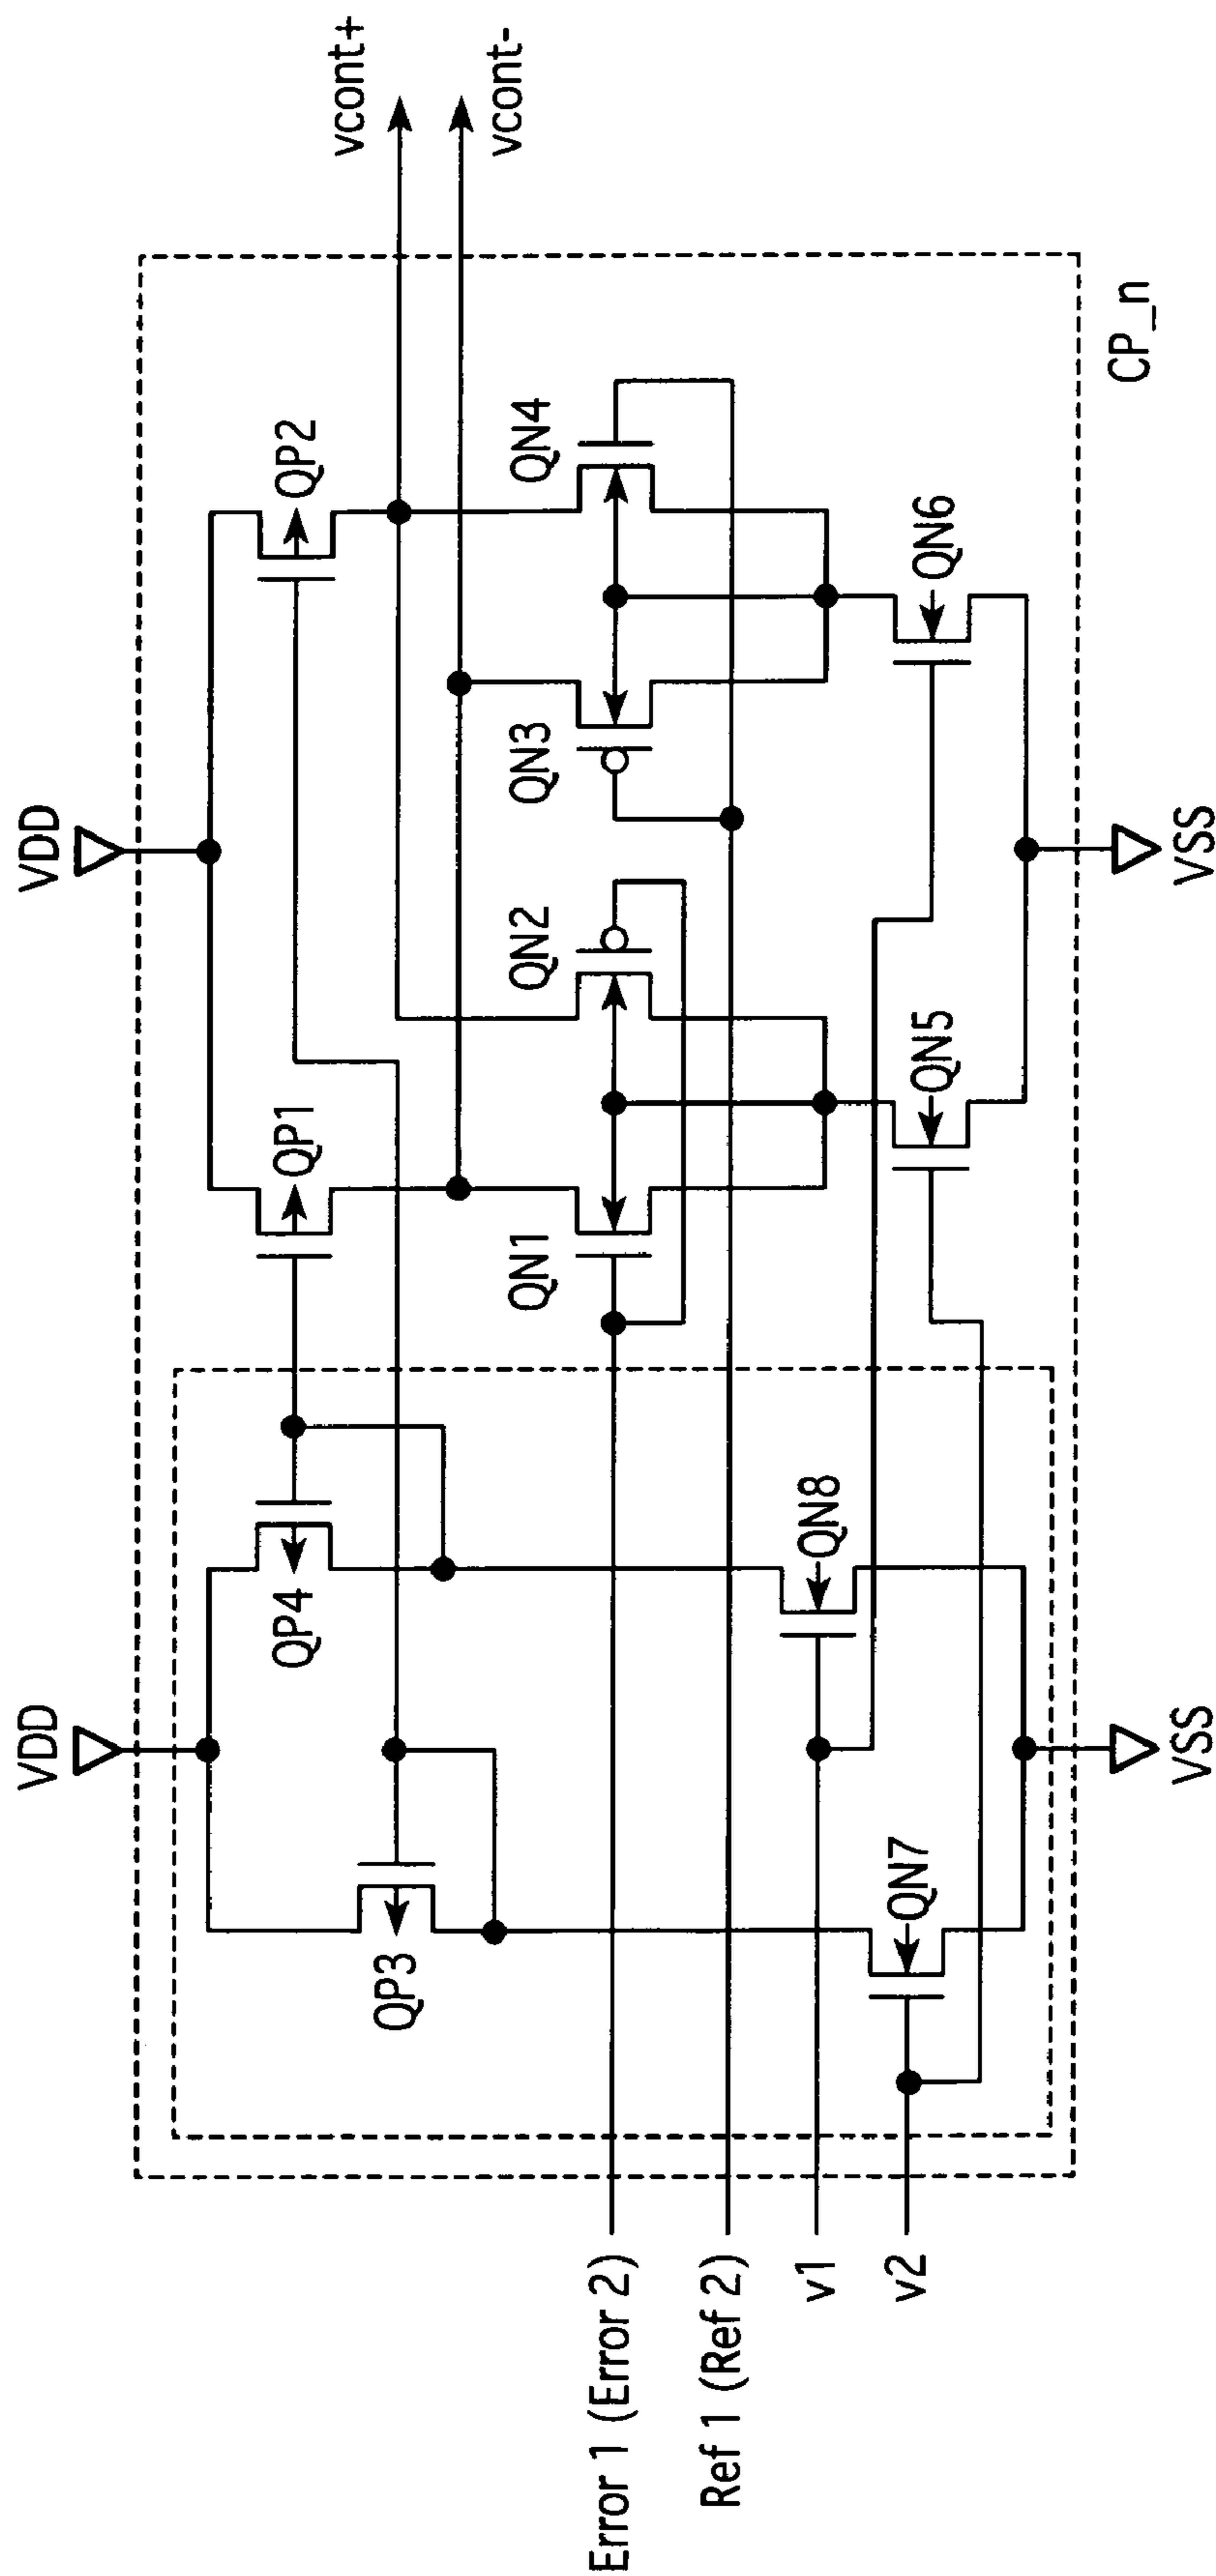 VDD
VDD
QP3
QP4
QP1
QP2
vcont+
vcont-
QN1
QN2
QN3
QN4
Error 1 (Error 2)
Ref 1 (Ref 2)
v1
v2
QN7
QN8
QN5
QN6
VSS
VSS
CP_n